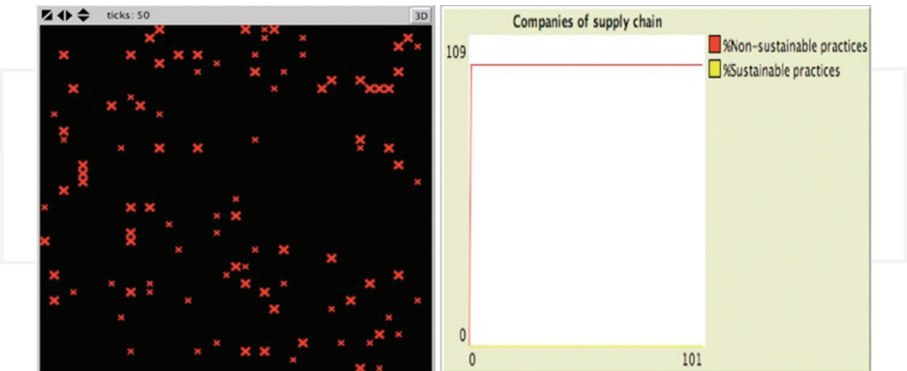 ticks: 50
3D
Companies of supply chain
109
%Non-sustainable practices
%Sustainable practices
0
0
101